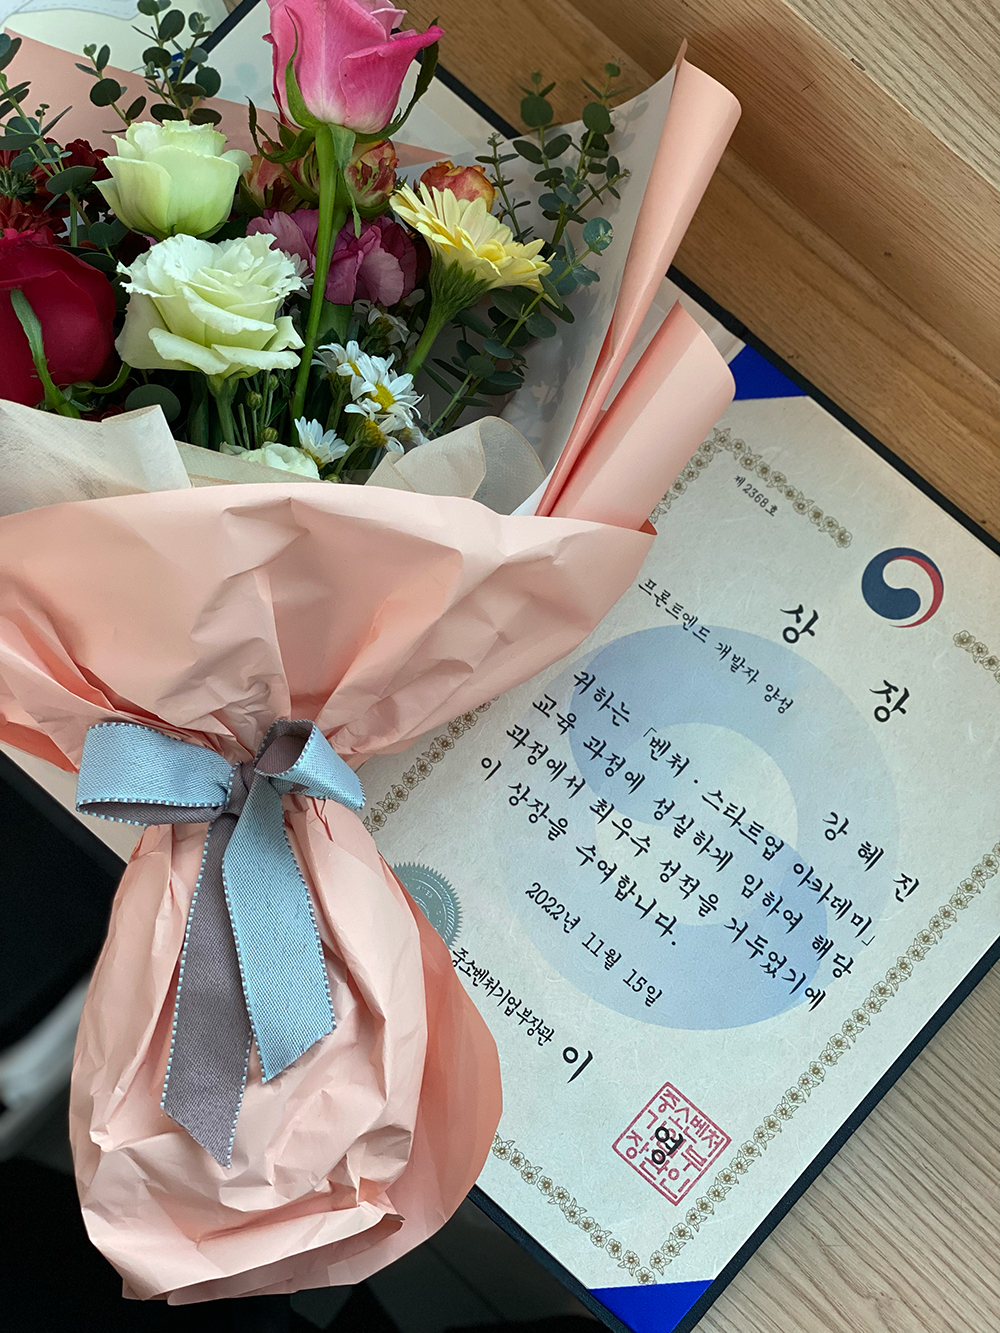 제 2368 호
상 장
프론트엔드 개발자 양성
강 혜 진
귀하는 「벤처 · 스타트업 아카데미」
교육 과정에 성실하게 임하여 해당
과정에서 최우수 성적을 거두었기에
이 상장을 수여합니다.
2022년 11월 15일
중소벤처기업부장관 이 영
중소벤처
기업부
장관인